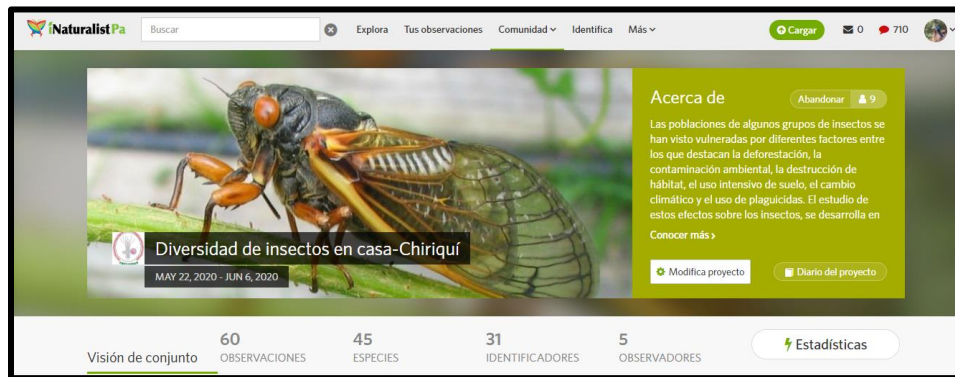 iNaturalistPa
Buscar
Explora
Tus observaciones
Comunidad
Identifica
Más
Cargar
0
710
Acerca de
Abandonar 9
Las poblaciones de algunos grupos de insectos se
han visto vulneradas por diferentes factores entre
los que destacan la deforestación, la
contaminación ambiental, la destrucción de
hábitat, el uso intensivo de suelo, el cambio
climático y el uso de plaguicidas. El estudio de
estos efectos sobre los insectos, se desarrolla en
Conocer más >
Modifica proyecto
Diario del proyecto
Diversidad de insectos en casa-Chiriquí
MAY 22, 2020 - JUN 6, 2020
Visión de conjunto
60
OBSERVACIONES
45
ESPECIES
31
IDENTIFICADORES
5
OBSERVADORES
Estadísticas